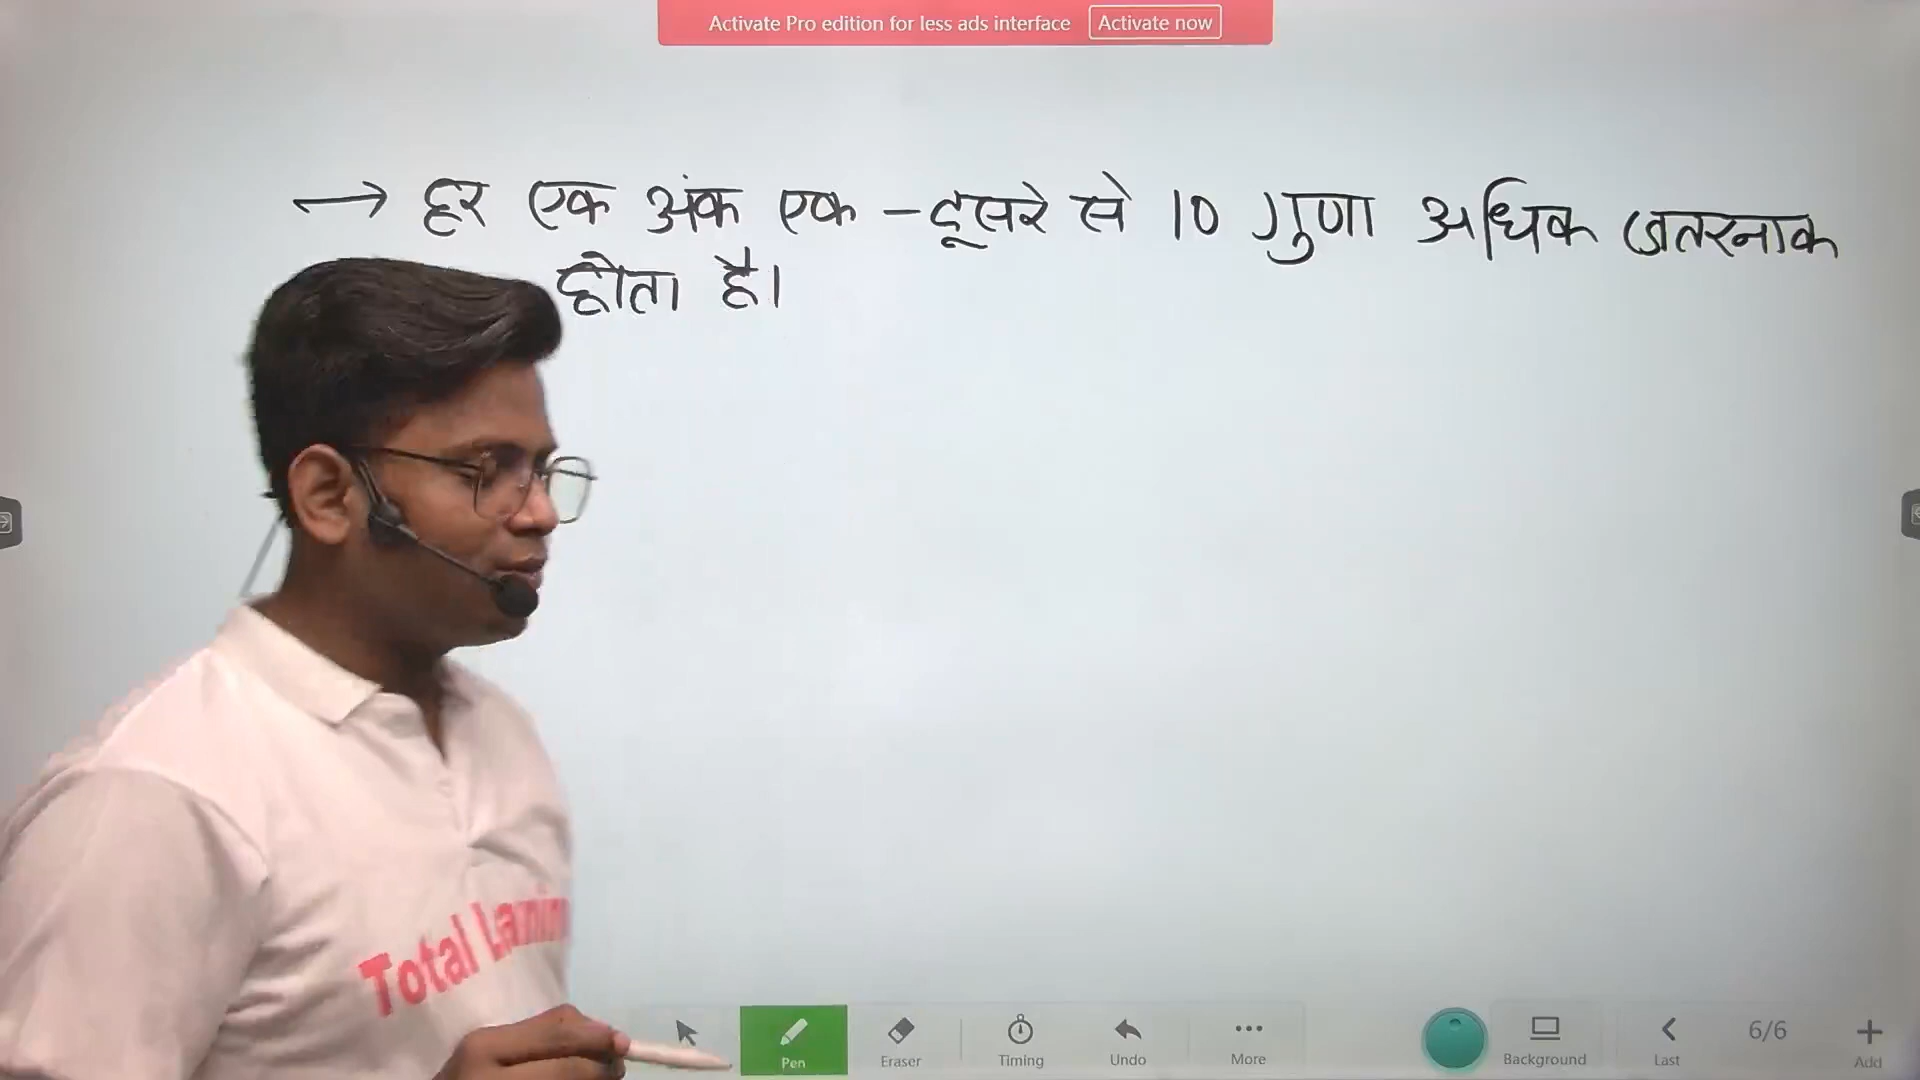 Activate Pro edition for less ads interface Activate now
→ हर एक अंक एक-दूसरे से 10 गुणा अधिक खतरनाक
होता है।
Total
Pen
Eraser
Timing
Undo
More
Background
Last
6/6
Add